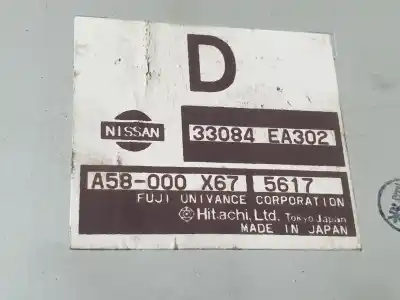 D
NISSAN
33084 EA302
A58-000 X67 5617
FUJI UNIVANCE CORPORATION
Hitachi, Ltd. Tokyo Japan
MADE IN JAPAN